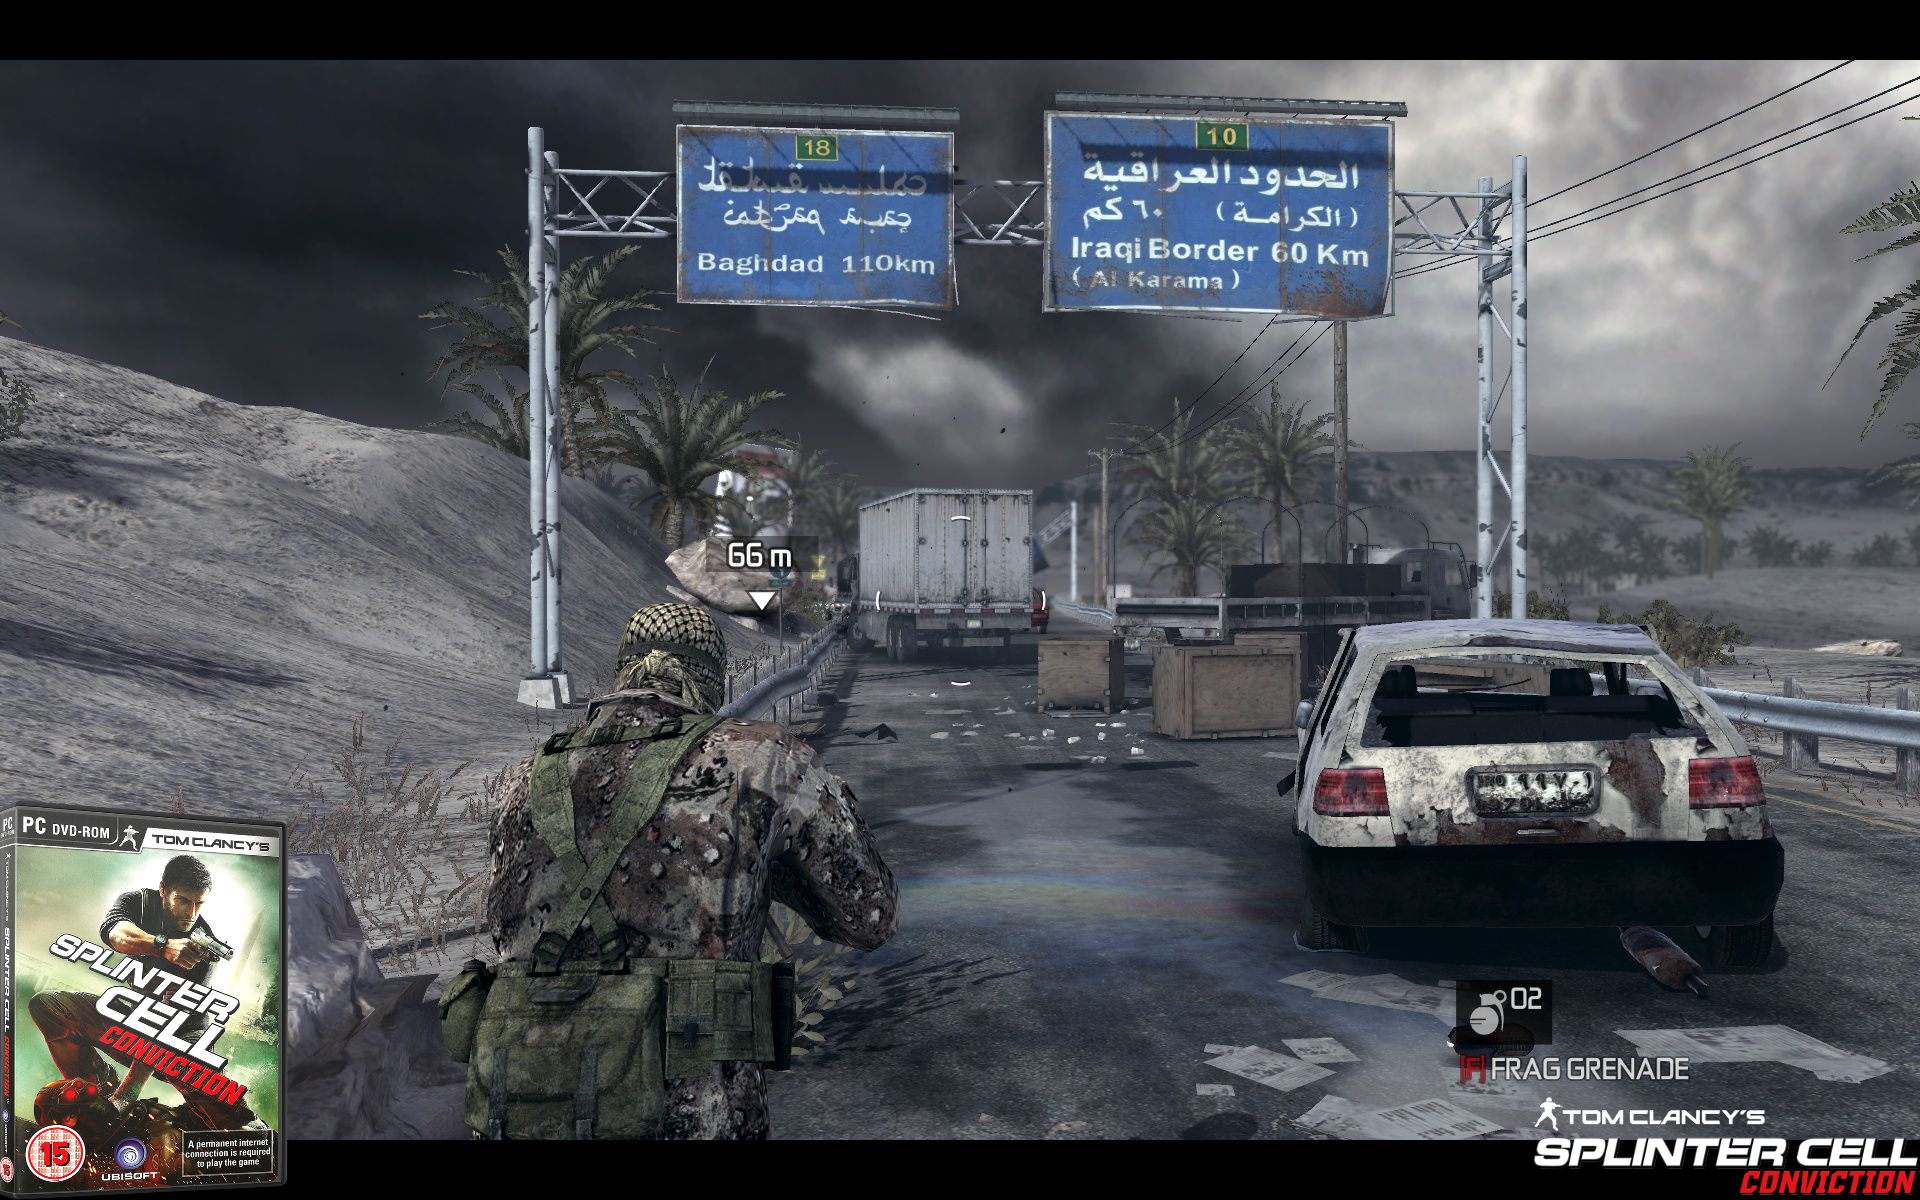 18
Baghdad 110km
10
الحدود العراقية
(الكرامة) ٦٠ كم
Iraqi Border 60 Km
( Al Karama )
66 m
02
[F] FRAG GRENADE
TOM CLANCY'S
SPLINTER CELL
CONVICTION
PC DVD-ROM
TOM CLANCY'S
SPLINTER
CELL
CONVICTION
15
UBISOFT
A permanent internet
connection is required
to play the game